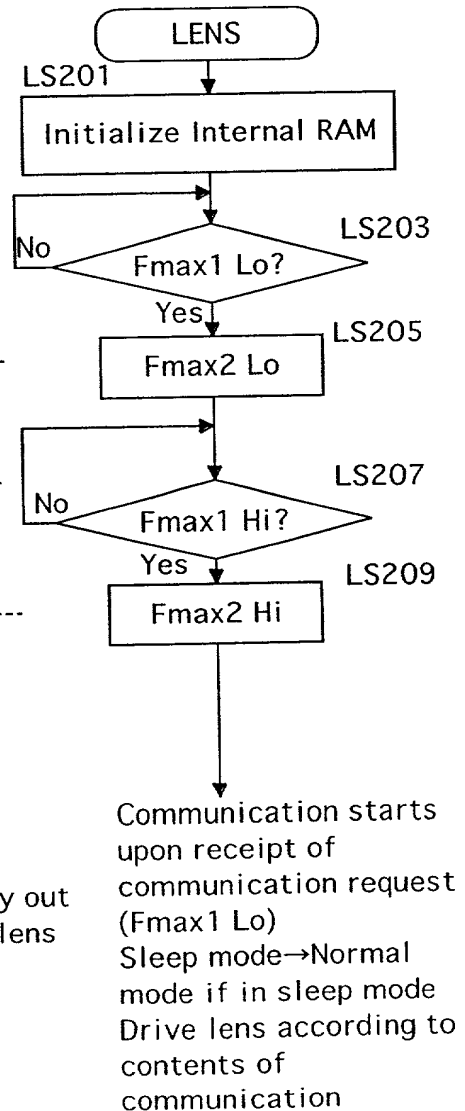 LENS
LS201
Initialize Internal RAM
LS203
No
Fmax1 Lo?
Yes
LS205
Fmax2 Lo
LS207
No
Fmax1 Hi?
Yes
LS209
Fmax2 Hi
Communication starts
upon receipt of
communication request
(Fmax1 Lo)
Sleep mode→Normal
mode if in sleep mode
Drive lens according to
contents of
communication
y out
lens